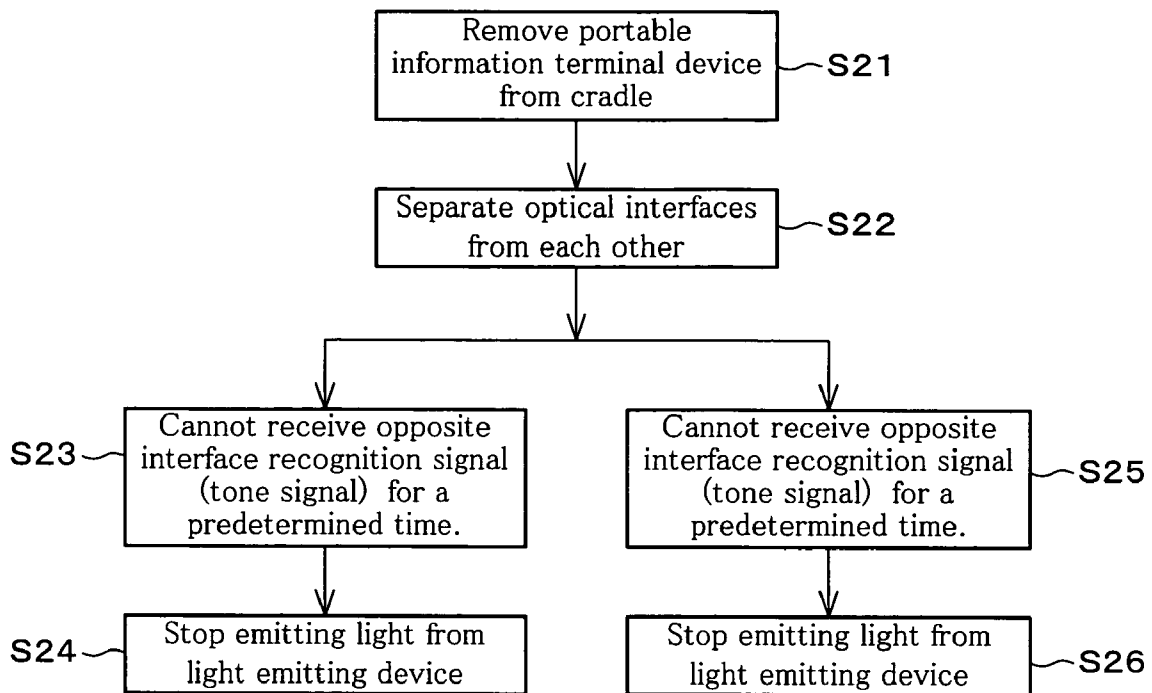 Remove portable
information terminal device
from cradle
S21
Separate optical interfaces
from each other
S22
S23
Cannot receive opposite
interface recognition signal
(tone signal) for a
predetermined time.
Cannot receive opposite
interface recognition signal
(tone signal) for a
predetermined time.
S25
S24
Stop emitting light from
light emitting device
Stop emitting light from
light emitting device
S26